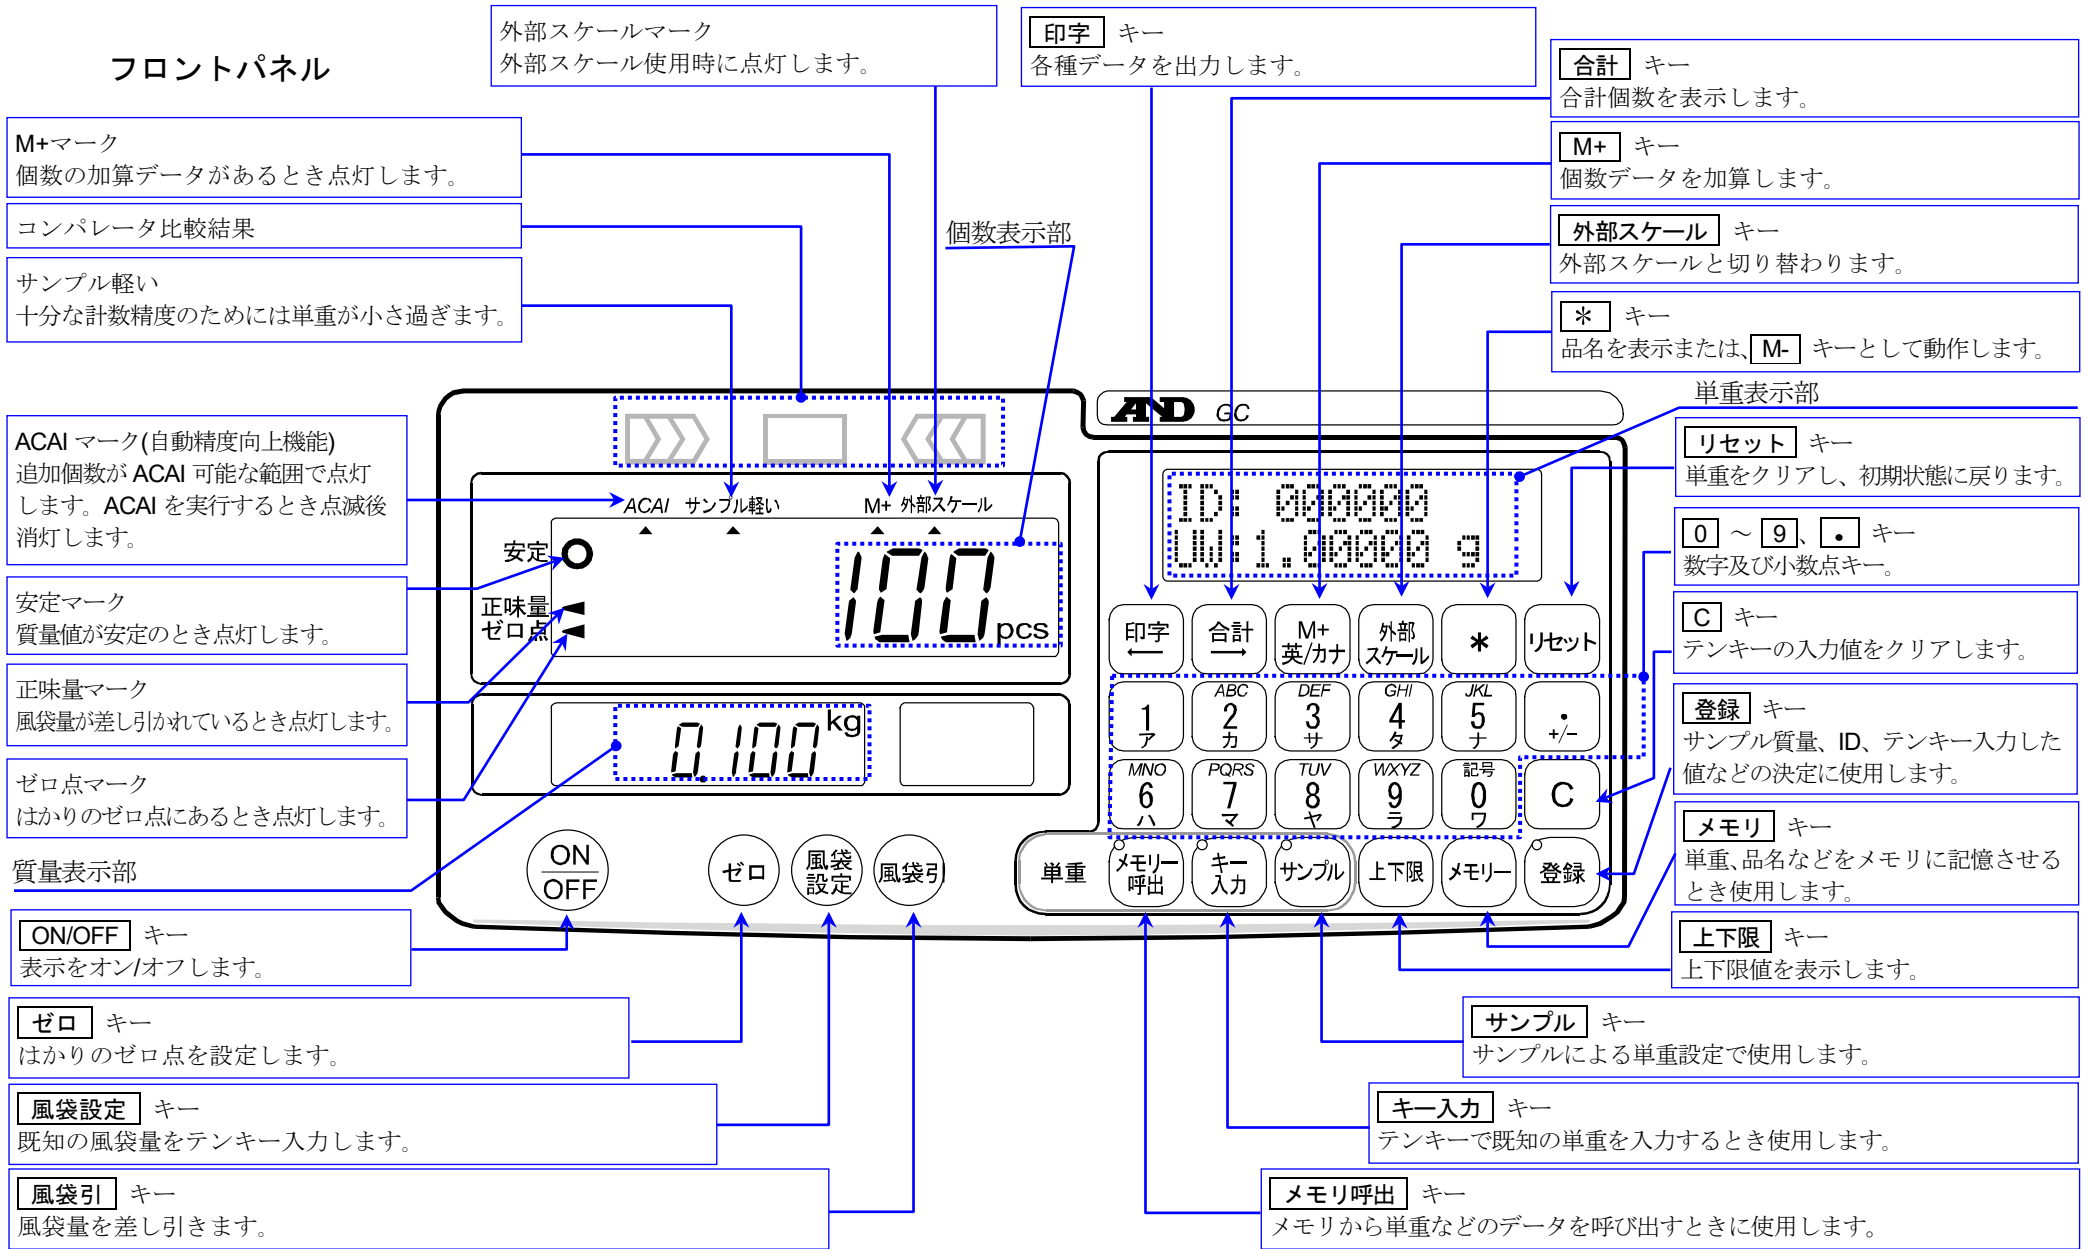 フロントパネル
外部スケールマーク
外部スケール使用時に点灯します。
印字 キー
各種データを出力します。
合計 キー
合計個数を表示します。
M+マーク
個数の加算データがあるとき点灯します。
M+ キー
個数データを加算します。
コンパレータ比較結果
個数表示部
外部スケール キー
外部スケールと切り替わります。
サンプル軽い
十分な計数精度のためには単重が小さ過ぎます。
* キー
品名を表示または、M- キーとして動作します。
単重表示部
ACAI マーク(自動精度向上機能)
追加個数が ACAI 可能な範囲で点灯
します。ACAI を実行するとき点滅後
消灯します。
安定マーク
質量値が安定のとき点灯します。
正味量マーク
風袋量が差し引かれているとき点灯します。
ゼロ点マーク
はかりのゼロ点にあるとき点灯します。
質量表示部
AND GC
ACAI サンプル軽い M+ 外部スケール
安定
正味量
ゼロ点
100 pcs
0.100 kg
ID: 000000
UW:1.00000 g
印字 合計 M+ 英/カナ 外部スケール * リセット
1 ア ABC 2 カ DEF 3 サ GHI 4 タ JKL 5 ナ . +/-
MNO 6 ハ PQRS 7 マ TUV 8 ヤ WXYZ 9 ラ 記号 0 ワ C
ON OFF ゼロ 風袋設定 風袋引 単重 メモリー呼出 キー入力 サンプル 上下限 メモリー 登録
リセット キー
単重をクリアし、初期状態に戻ります。
0 ～ 9、. キー
数字及び小数点キー。
C キー
テンキーの入力値をクリアします。
登録 キー
サンプル質量、ID、テンキー入力した
値などの決定に使用します。
メモリ キー
単重、品名などをメモリに記憶させる
とき使用します。
上下限 キー
上下限値を表示します。
ON/OFF キー
表示をオン/オフします。
ゼロ キー
はかりのゼロ点を設定します。
サンプル キー
サンプルによる単重設定で使用します。
風袋設定 キー
既知の風袋量をテンキー入力します。
キー入力 キー
テンキーで既知の単重を入力するとき使用します。
風袋引 キー
風袋量を差し引きます。
メモリ呼出 キー
メモリから単重などのデータを呼び出すときに使用します。